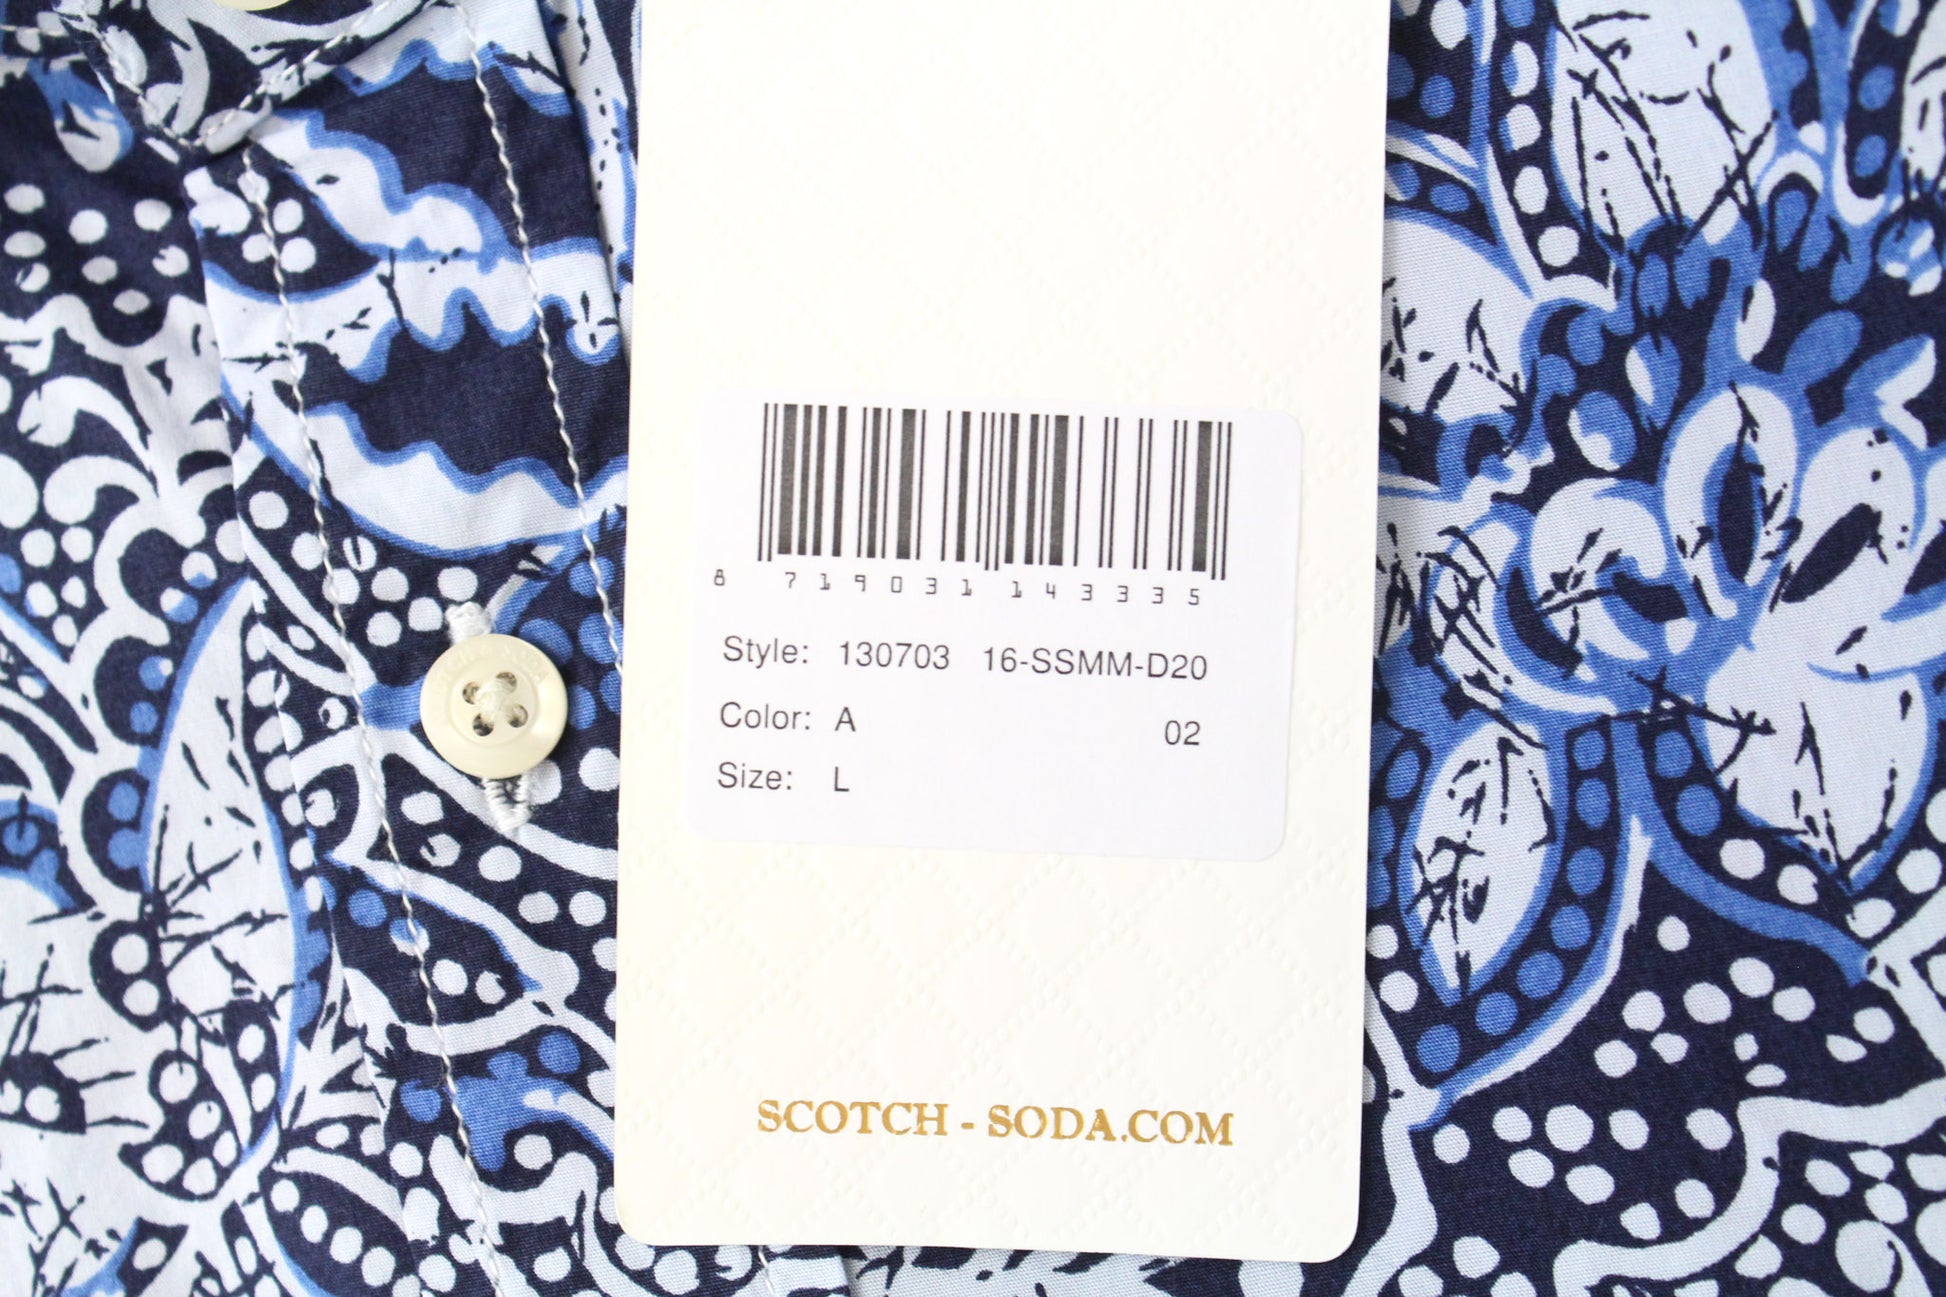 8 719031 143335
Style: 130703 16-SSMM-D20
Color: A 02
Size: L
SCOTCH - SODA.COM